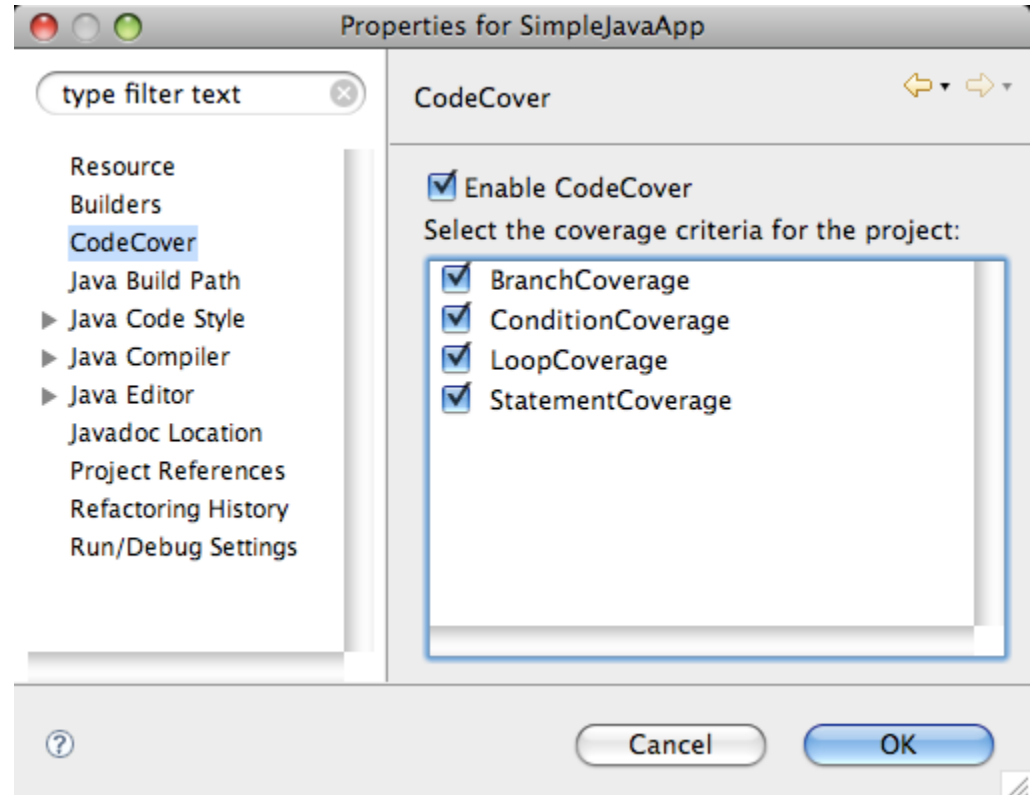 Properties for SimpleJavaApp
type filter text
Resource
Builders
CodeCover
Java Build Path
Java Code Style
Java Compiler
Java Editor
Javadoc Location
Project References
Refactoring History
Run/Debug Settings
CodeCover
Enable CodeCover
Select the coverage criteria for the project:
BranchCoverage
ConditionCoverage
LoopCoverage
StatementCoverage
?
Cancel
OK